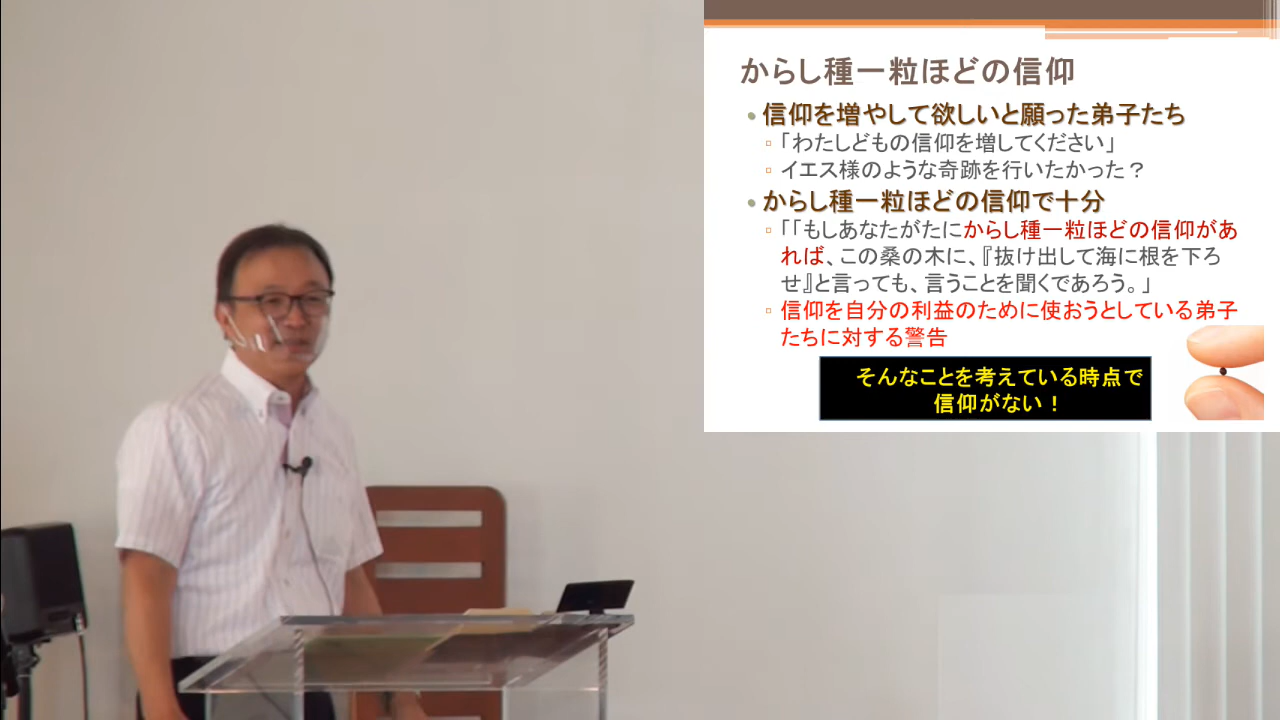 からし種一粒ほどの信仰
• 信仰を増やして欲しいと願った弟子たち
▫ 「わたしどもの信仰を増してください」
▫ イエス様のような奇跡を行いたかった？
• からし種一粒ほどの信仰で十分
▫ 「「もしあなたがたにからし種一粒ほどの信仰があ
れば、この桑の木に、『抜け出して海に根を下ろ
せ』と言っても、言うことを聞くであろう。」
▫ 信仰を自分の利益のために使おうとしている弟子
たちに対する警告
そんなことを考えている時点で
信仰がない！